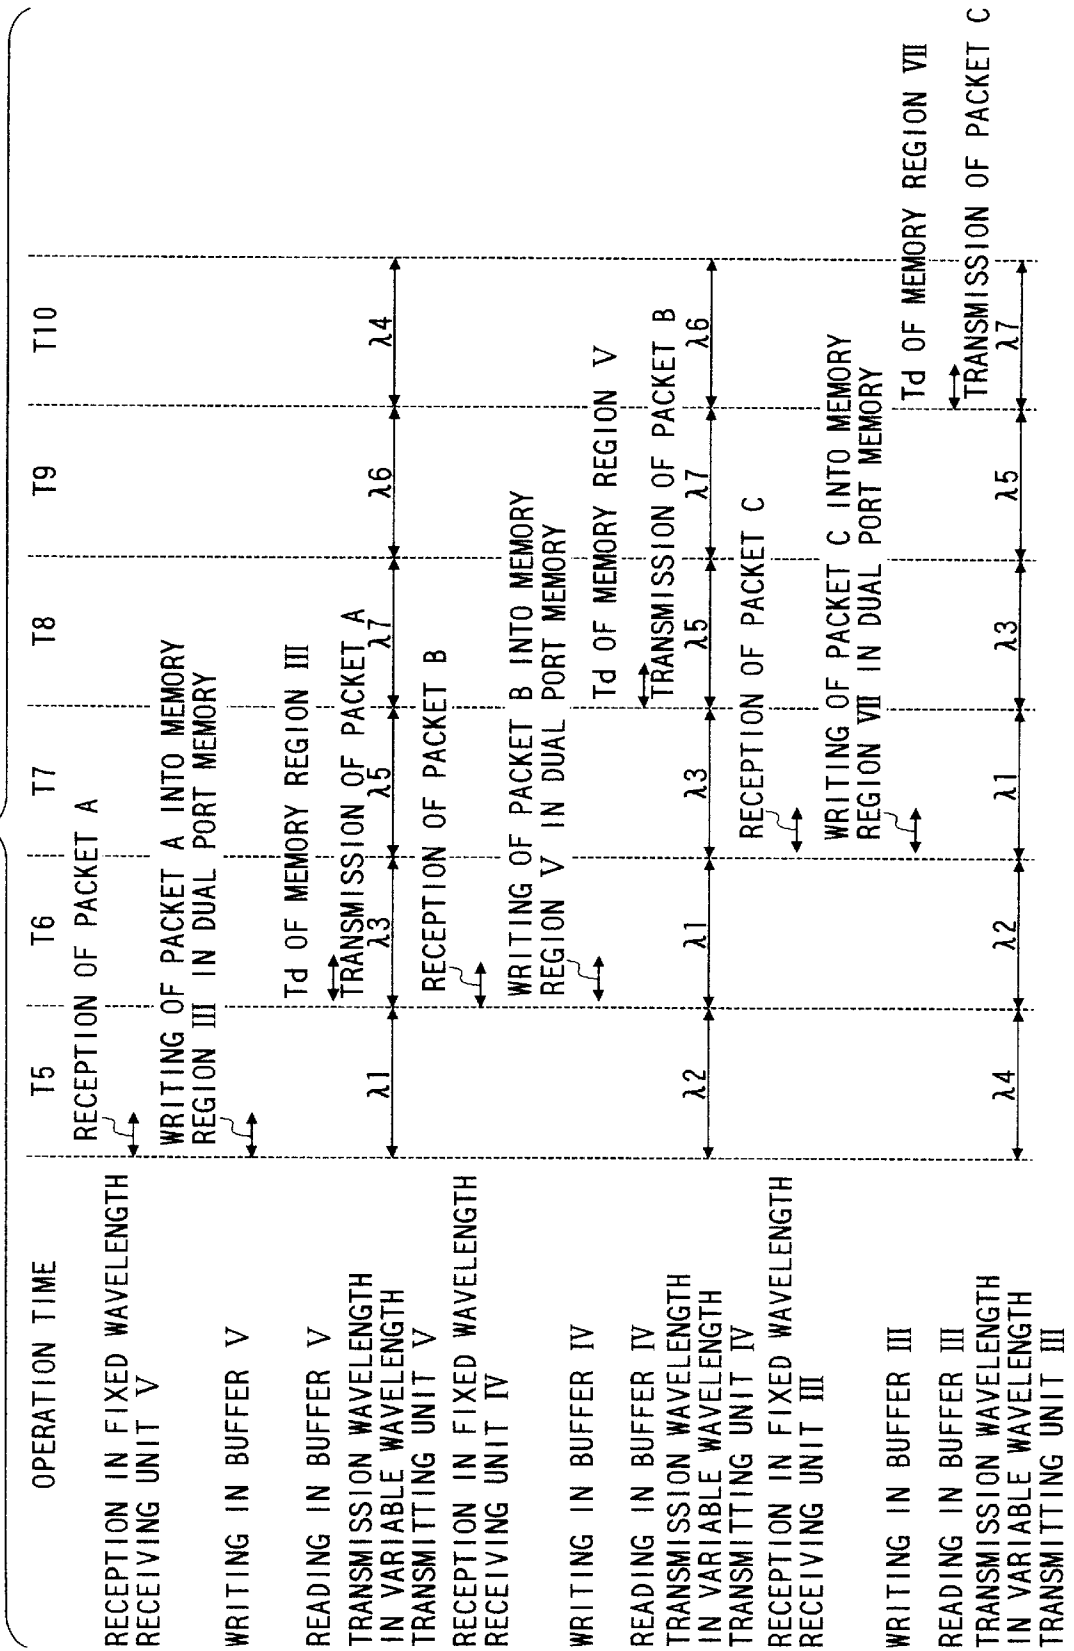 OPERATION TIME
T5
T6
T7
T8
T9
T10
RECEPTION IN FIXED WAVELENGTH
RECEIVING UNIT V
RECEPTION OF PACKET A
WRITING IN BUFFER V
WRITING OF PACKET A INTO MEMORY
REGION III IN DUAL PORT MEMORY
READING IN BUFFER V
Td OF MEMORY REGION III
TRANSMISSION OF PACKET A
TRANSMISSION WAVELENGTH
IN VARIABLE WAVELENGTH
TRANSMITTING UNIT V
λ1
λ3
λ5
λ7
λ6
λ4
RECEPTION IN FIXED WAVELENGTH
RECEIVING UNIT IV
RECEPTION OF PACKET B
WRITING IN BUFFER IV
WRITING OF PACKET B INTO MEMORY
REGION V IN DUAL PORT MEMORY
READING IN BUFFER IV
Td OF MEMORY REGION V
TRANSMISSION OF PACKET B
TRANSMISSION WAVELENGTH
IN VARIABLE WAVELENGTH
TRANSMITTING UNIT IV
λ2
λ1
λ3
λ5
λ7
λ6
RECEPTION IN FIXED WAVELENGTH
RECEIVING UNIT III
RECEPTION OF PACKET C
WRITING IN BUFFER III
WRITING OF PACKET C INTO MEMORY
REGION VII IN DUAL PORT MEMORY
READING IN BUFFER III
Td OF MEMORY REGION VII
TRANSMISSION OF PACKET C
TRANSMISSION WAVELENGTH
IN VARIABLE WAVELENGTH
TRANSMITTING UNIT III
λ4
λ2
λ1
λ3
λ5
λ7